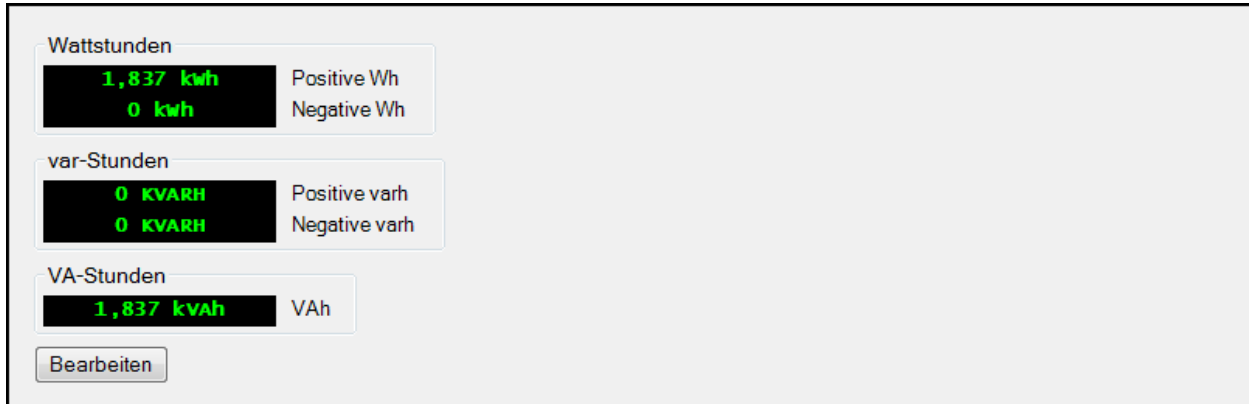 Wattstunden
1,837 kWh Positive Wh
0 kWh Negative Wh
var-Stunden
0 KVARH Positive varh
0 KVARH Negative varh
VA-Stunden
1,837 kVAh VAh
Bearbeiten